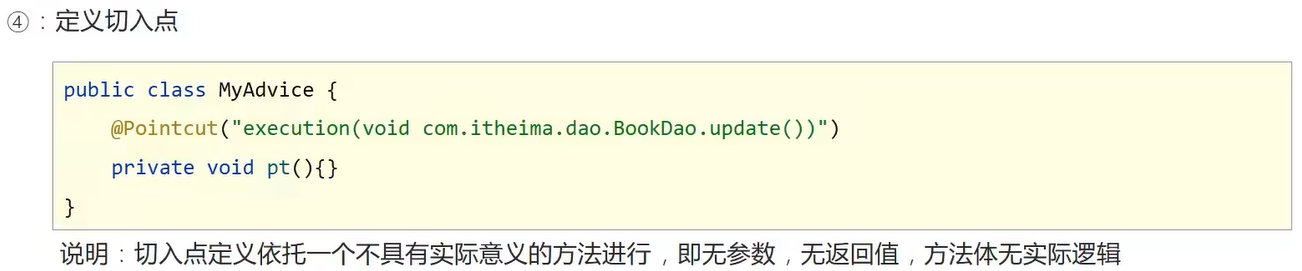 ④：定义切入点
public class MyAdvice {
    @Pointcut("execution(void com.itheima.dao.BookDao.update())")
    private void pt(){}
}
说明：切入点定义依托一个不具有实际意义的方法进行，即无参数，无返回值，方法体无实际逻辑